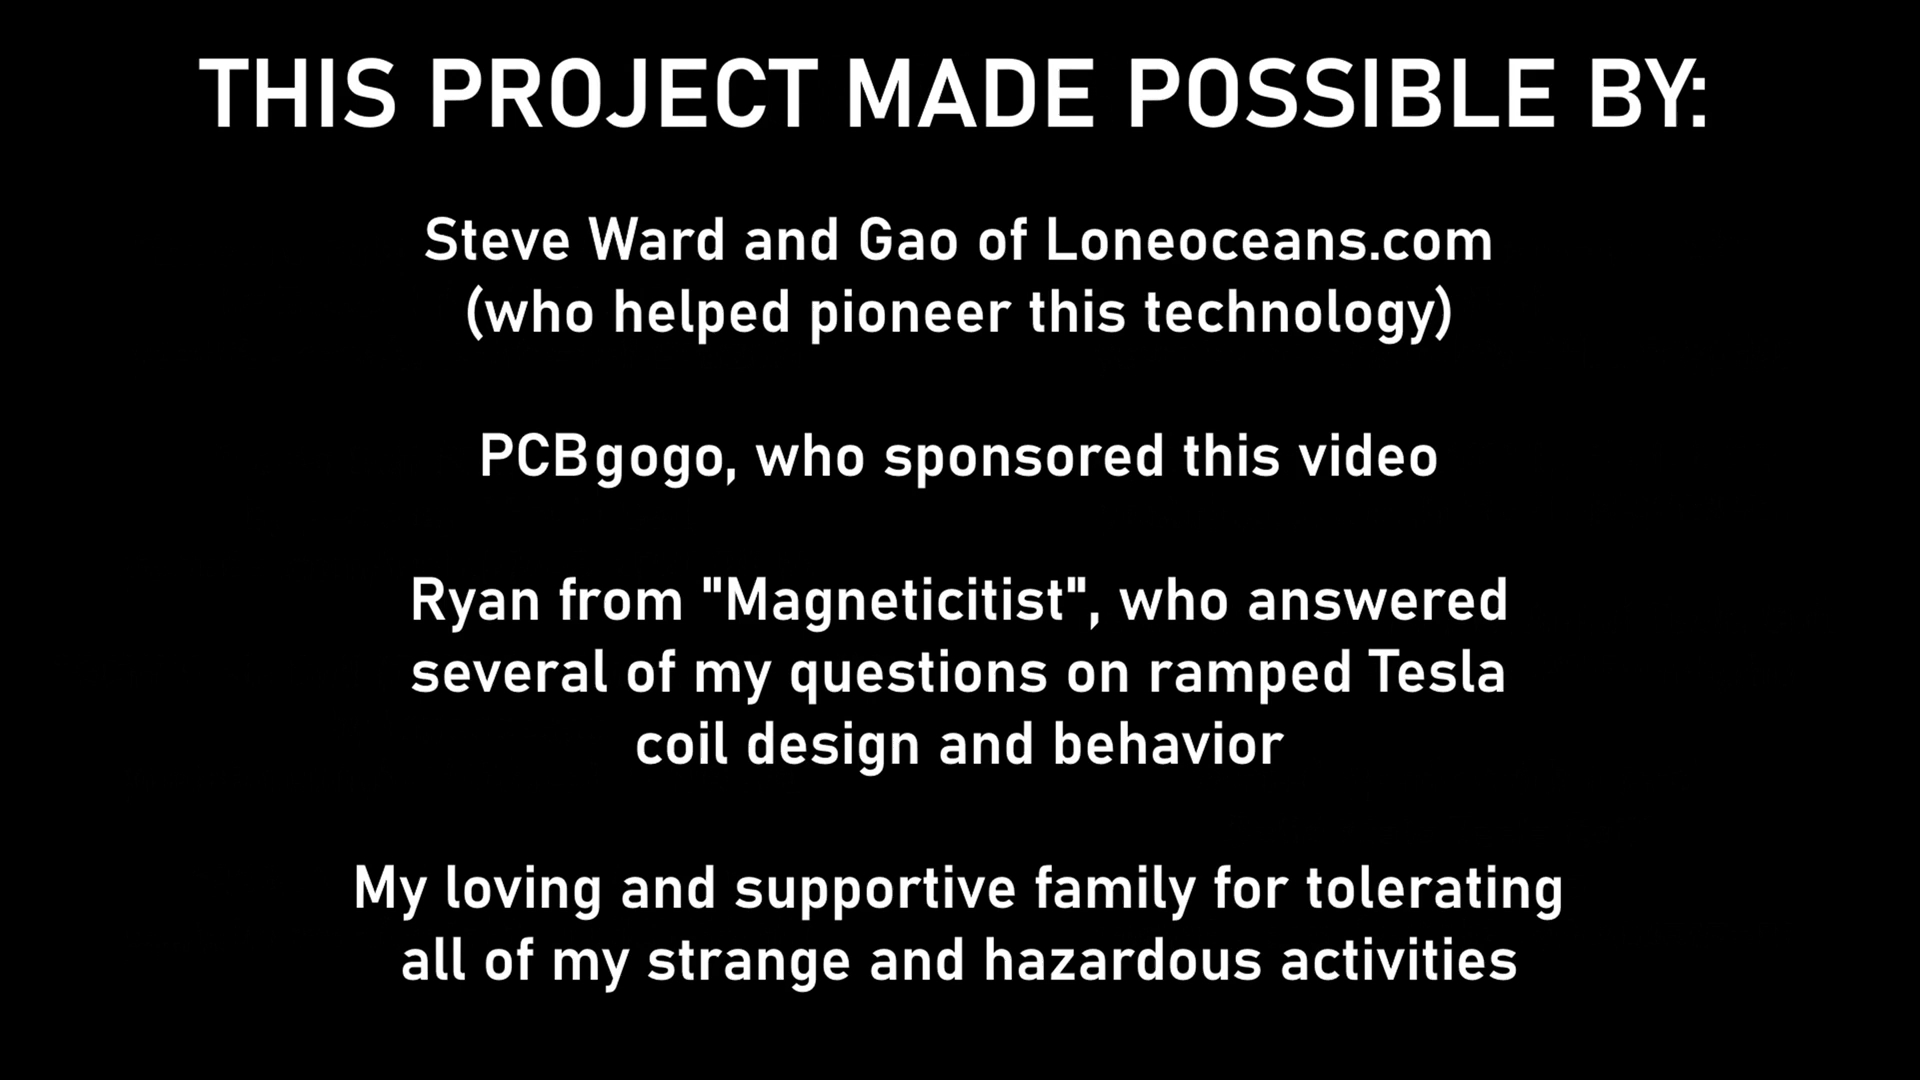 THIS PROJECT MADE POSSIBLE BY:
Steve Ward and Gao of Loneoceans.com
(who helped pioneer this technology)
PCBgogo, who sponsored this video
Ryan from "Magneticitist", who answered
several of my questions on ramped Tesla
coil design and behavior
My loving and supportive family for tolerating
all of my strange and hazardous activities